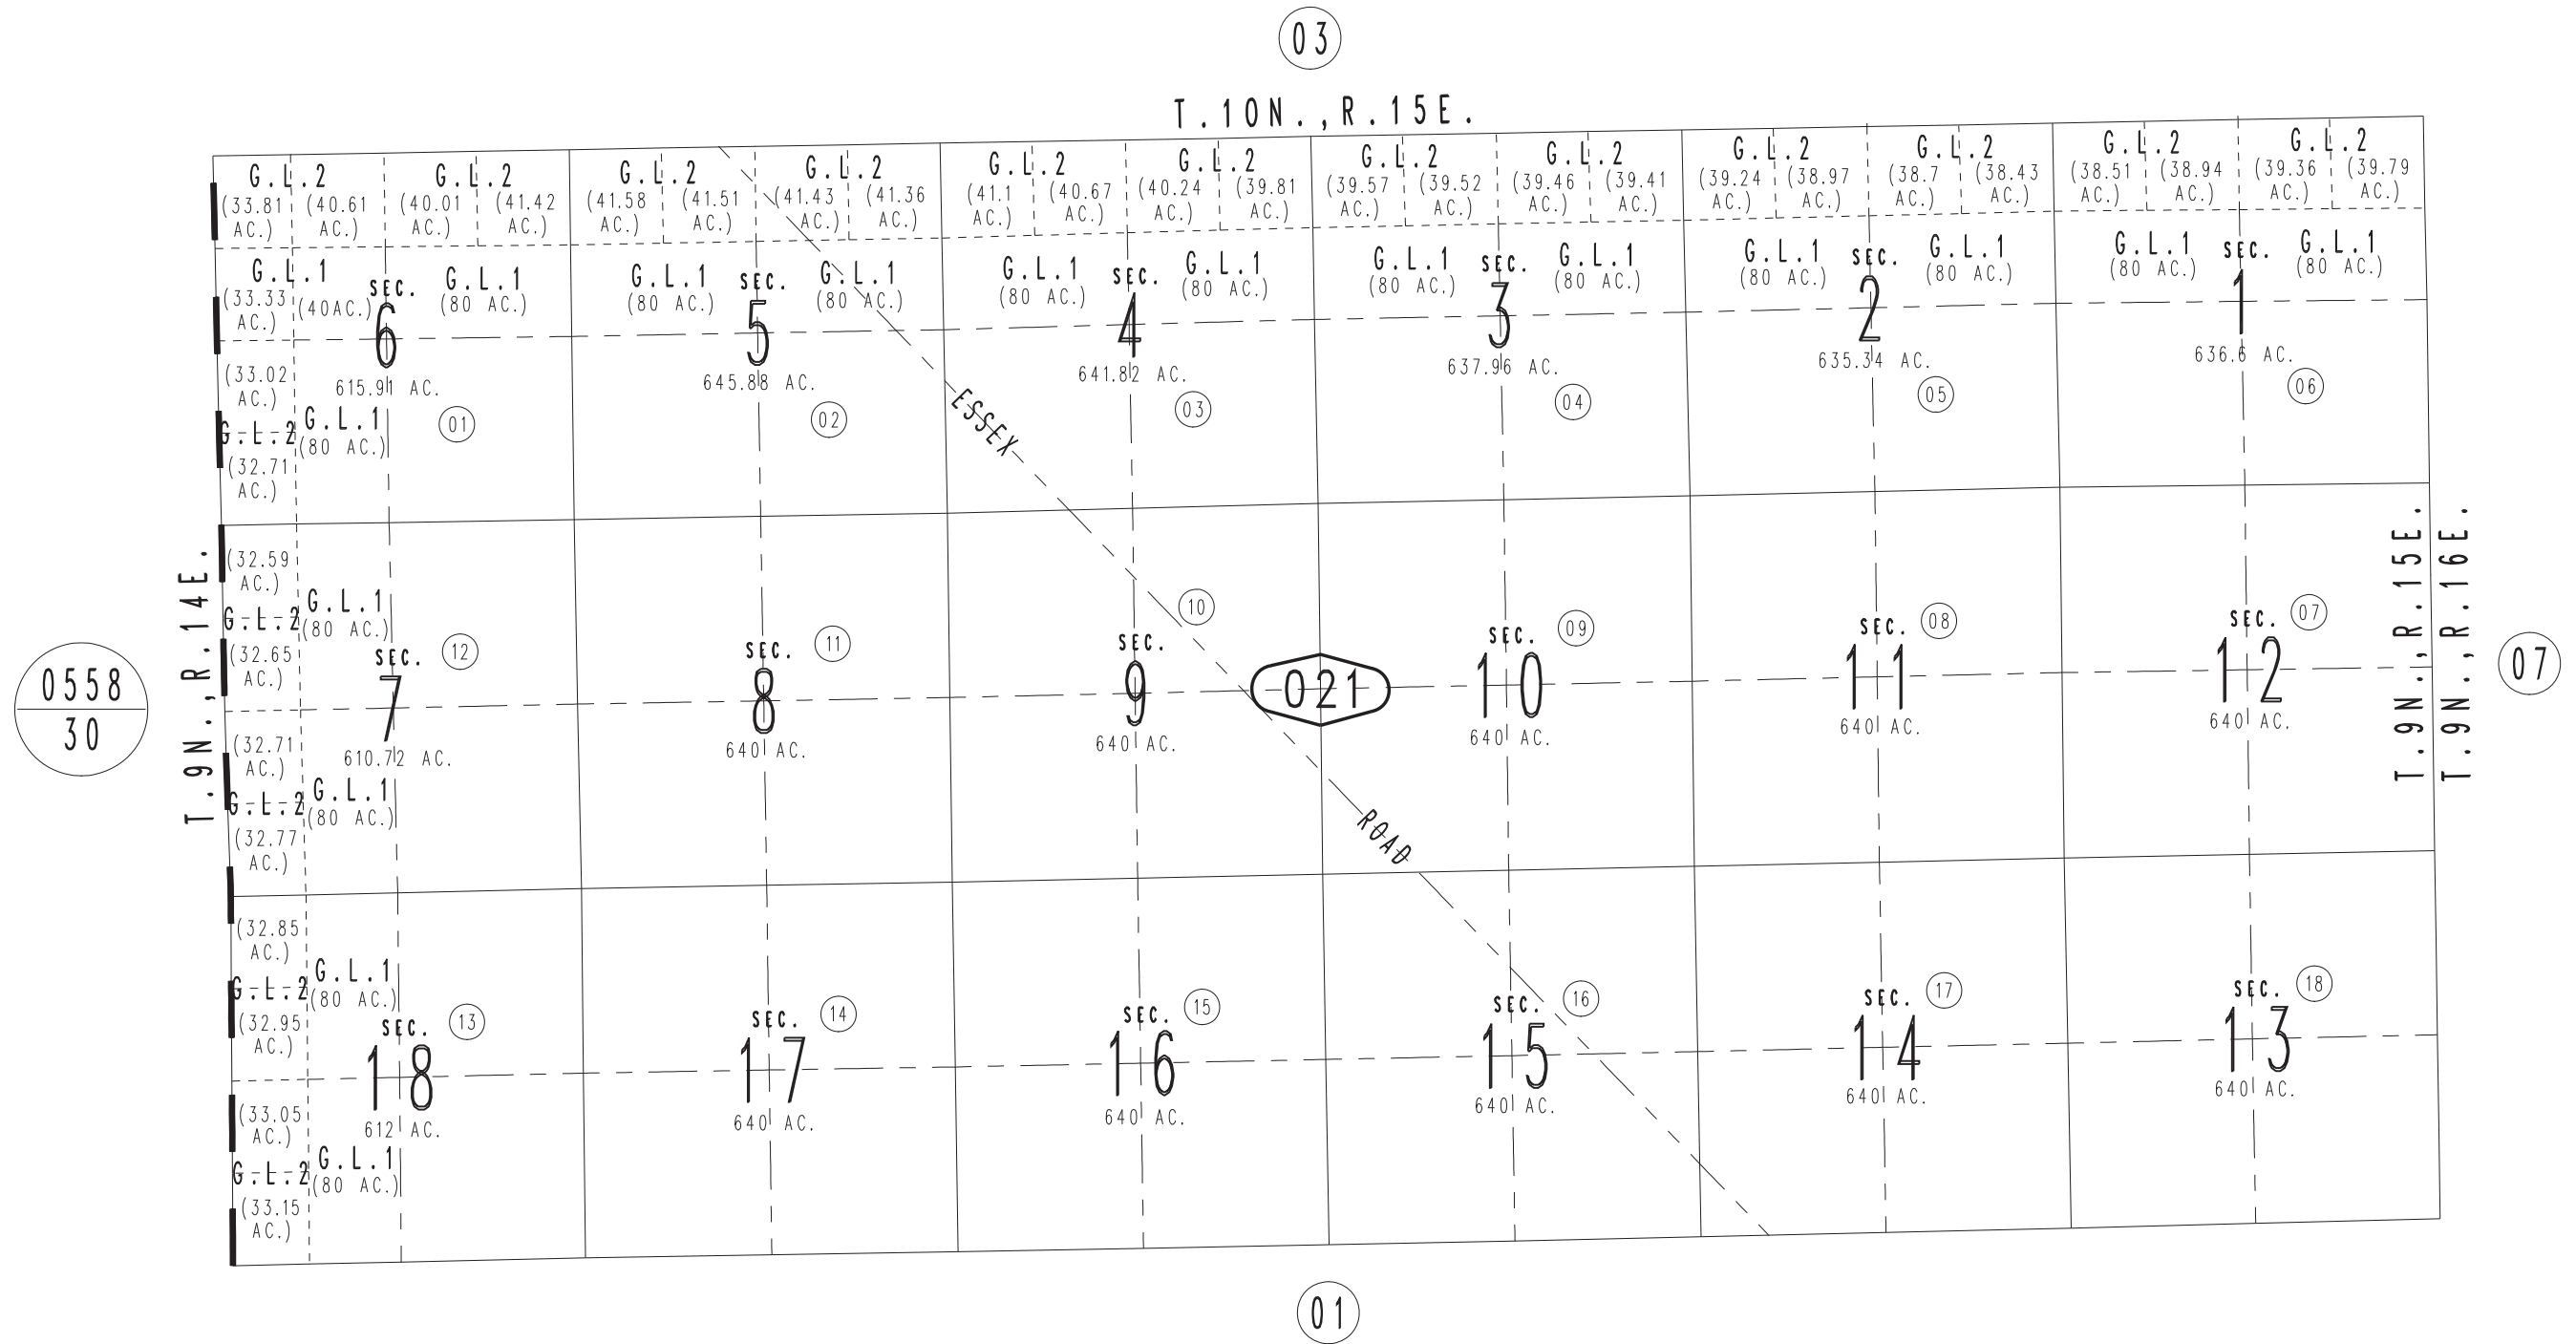 03
T.10N.,R.15E.
G.L.2
(33.81 AC.)
(40.61 AC.)
G.L.2
(40.01 AC.)
(41.42 AC.)
G.L.2
(41.58 AC.)
(41.51 AC.)
G.L.2
(41.43 AC.)
(41.36 AC.)
G.L.2
(41.1 AC.)
(40.67 AC.)
G.L.2
(40.24 AC.)
(39.81 AC.)
G.L.2
(39.57 AC.)
(39.52 AC.)
G.L.2
(39.46 AC.)
(39.41 AC.)
G.L.2
(39.24 AC.)
(38.97 AC.)
G.L.2
(38.7 AC.)
(38.43 AC.)
G.L.2
(38.51 AC.)
(38.94 AC.)
G.L.2
(39.36 AC.)
(39.79 AC.)
G.L.1
(33.33 AC.)
(40AC.)
SEC.
6
G.L.1
(80 AC.)
615.91 AC.
01
(33.02 AC.)
G.L.2
(32.71 AC.)
G.L.1
(80 AC.)
G.L.1
(80 AC.)
SEC.
5
G.L.1
(80 AC.)
645.88 AC.
02
G.L.1
(80 AC.)
SEC.
4
G.L.1
(80 AC.)
641.82 AC.
03
G.L.1
(80 AC.)
SEC.
3
G.L.1
(80 AC.)
637.96 AC.
04
G.L.1
(80 AC.)
SEC.
2
G.L.1
(80 AC.)
635.34 AC.
05
G.L.1
(80 AC.)
SEC.
1
G.L.1
(80 AC.)
636.6 AC.
06
ESSEX
T.9N.,R.14E.
0558
30
(32.59 AC.)
G.L.2
(32.65 AC.)
G.L.1
(80 AC.)
SEC.
7
12
610.72 AC.
(32.71 AC.)
G.L.2
(32.77 AC.)
G.L.1
(80 AC.)
SEC.
8
11
640 AC.
SEC.
9
10
640 AC.
021
SEC.
10
09
640 AC.
SEC.
11
08
640 AC.
SEC.
12
07
640 AC.
T.9N.,R.15E.
T.9N.,R.16E.
07
ROAD
(32.85 AC.)
G.L.2
(32.95 AC.)
G.L.1
(80 AC.)
SEC.
18
13
612 AC.
(33.05 AC.)
G.L.2
(33.15 AC.)
G.L.1
(80 AC.)
SEC.
17
14
640 AC.
SEC.
16
15
640 AC.
SEC.
15
16
640 AC.
SEC.
14
17
640 AC.
SEC.
13
18
640 AC.
01